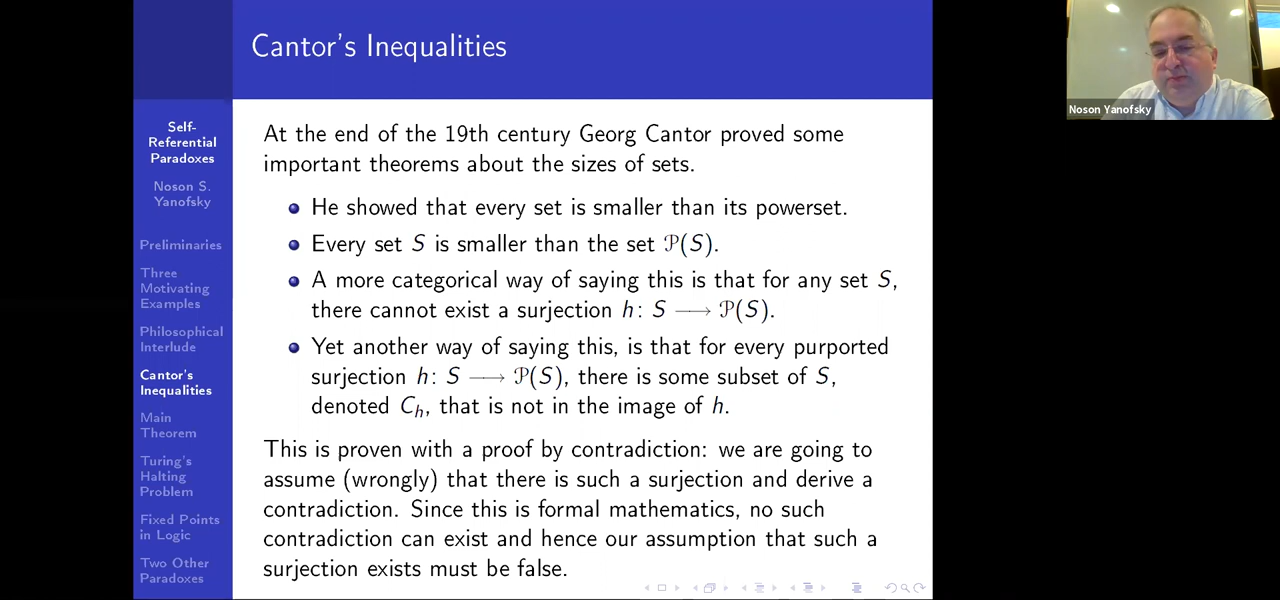 Cantor's Inequalities
Self-
Referential
Paradoxes
Noson S.
Yanofsky
Preliminaries
Three
Motivating
Examples
Philosophical
Interlude
Cantor's
Inequalities
Main
Theorem
Turing's
Halting
Problem
Fixed Points
in Logic
Two Other
Paradoxes
At the end of the 19th century Georg Cantor proved some
important theorems about the sizes of sets.
He showed that every set is smaller than its powerset.
Every set S is smaller than the set 𝒫(S).
A more categorical way of saying this is that for any set S,
there cannot exist a surjection h: S ⟶ 𝒫(S).
Yet another way of saying this, is that for every purported
surjection h: S ⟶ 𝒫(S), there is some subset of S,
denoted Cₕ, that is not in the image of h.
This is proven with a proof by contradiction: we are going to
assume (wrongly) that there is such a surjection and derive a
contradiction. Since this is formal mathematics, no such
contradiction can exist and hence our assumption that such a
surjection exists must be false.
Noson Yanofsky